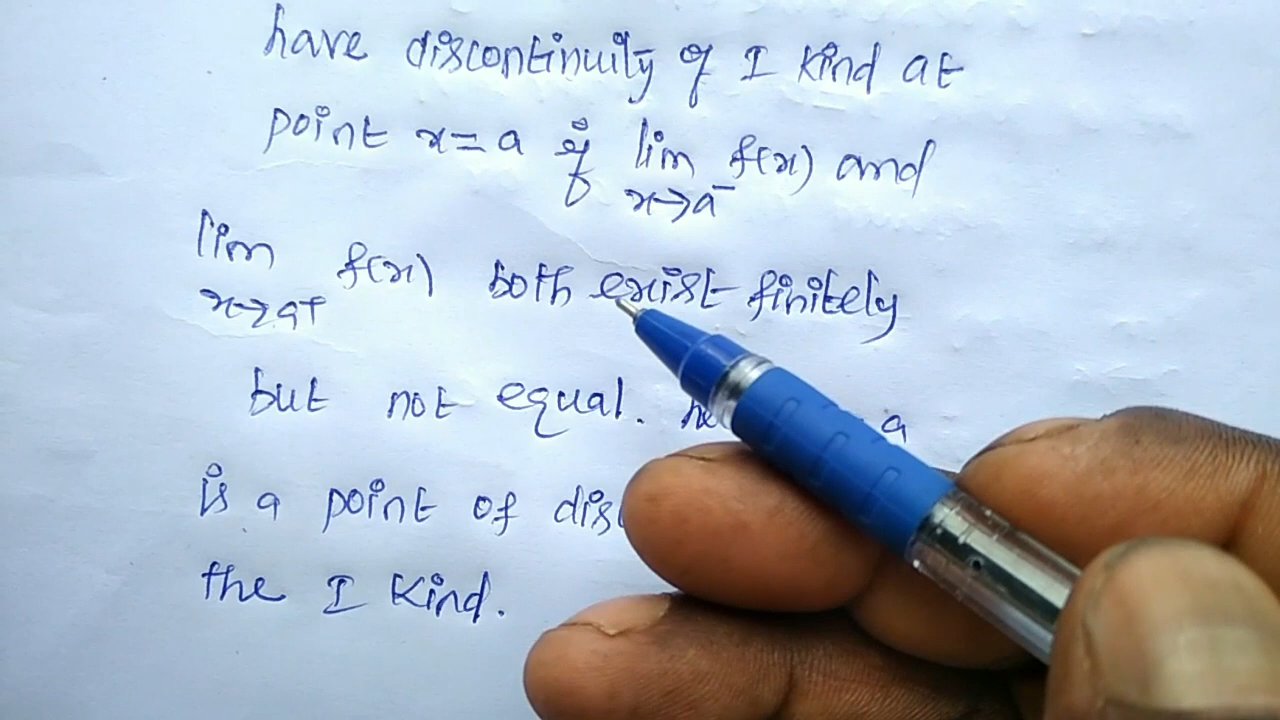 have discontinuity of I kind at
point x = a if lim x→a⁻ f(x) and
lim x→a⁺ f(x) both exist finitely
but not equal. a
is a point of
the I kind.